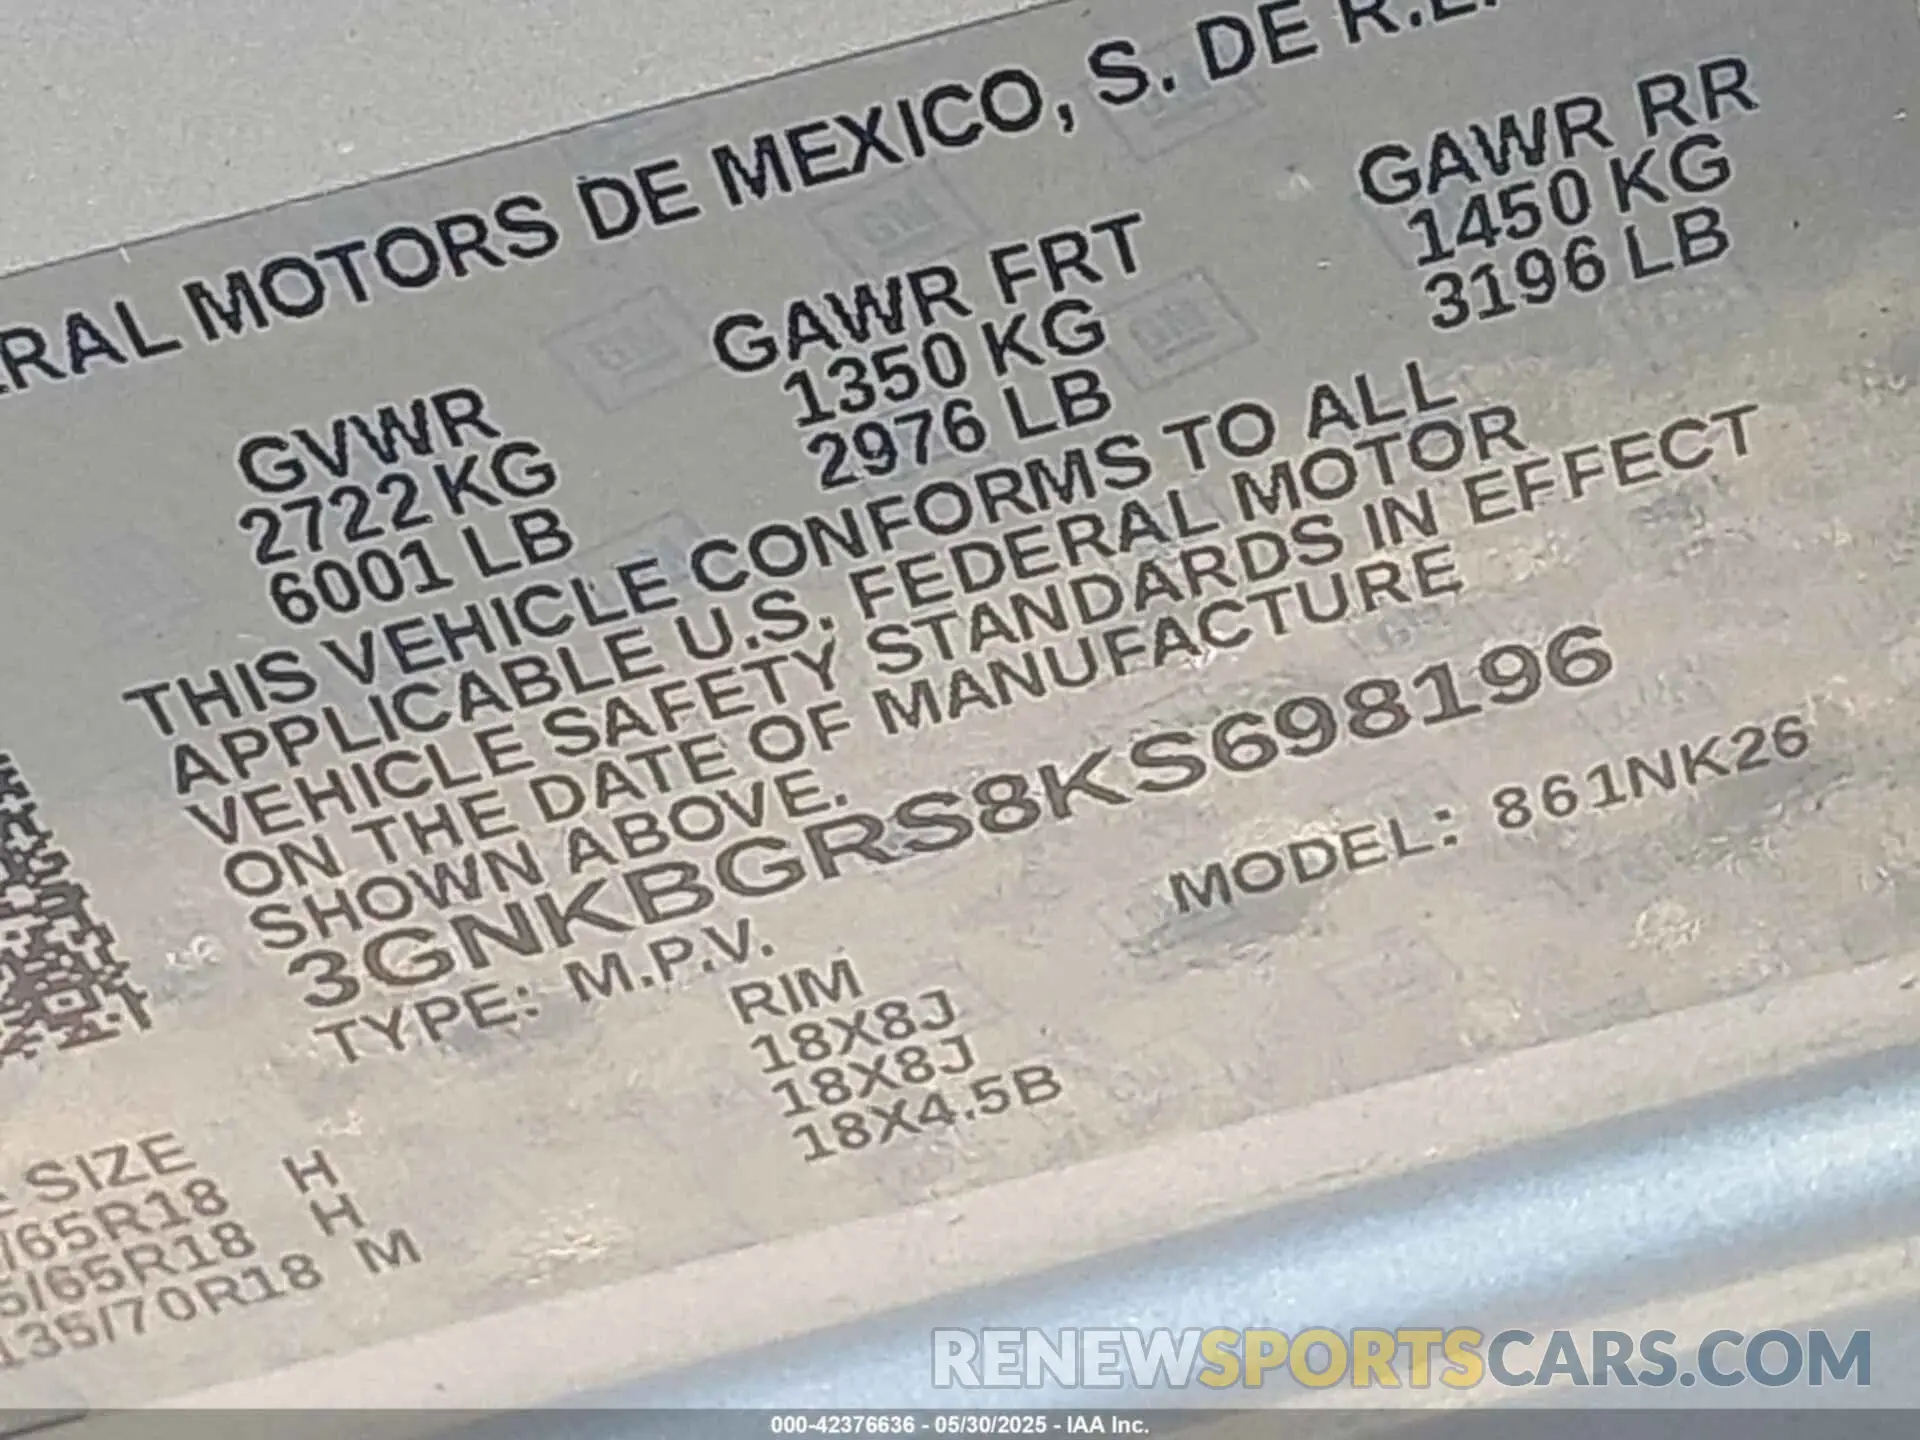 MOTORS DE MEXICO, S. DE R.L.
GVWR GAWR FRT GAWR RR
2722 KG 1350 KG 1450 KG
6001 LB 2976 LB 3196 LB
THIS VEHICLE CONFORMS TO ALL
APPLICABLE U.S. FEDERAL MOTOR
VEHICLE SAFETY STANDARDS IN EFFECT
ON THE DATE OF MANUFACTURE
SHOWN ABOVE.
3GNKBGRS8KS698196
TYPE: M.P.V. MODEL: 861NK26
SIZE RIM
/65R18 H 18X8J
5/65R18 H 18X8J
135/70R18 M 18X4.5B
RENEWSPORTSCARS.COM
000-42376636 - 05/30/2025 - IAA Inc.